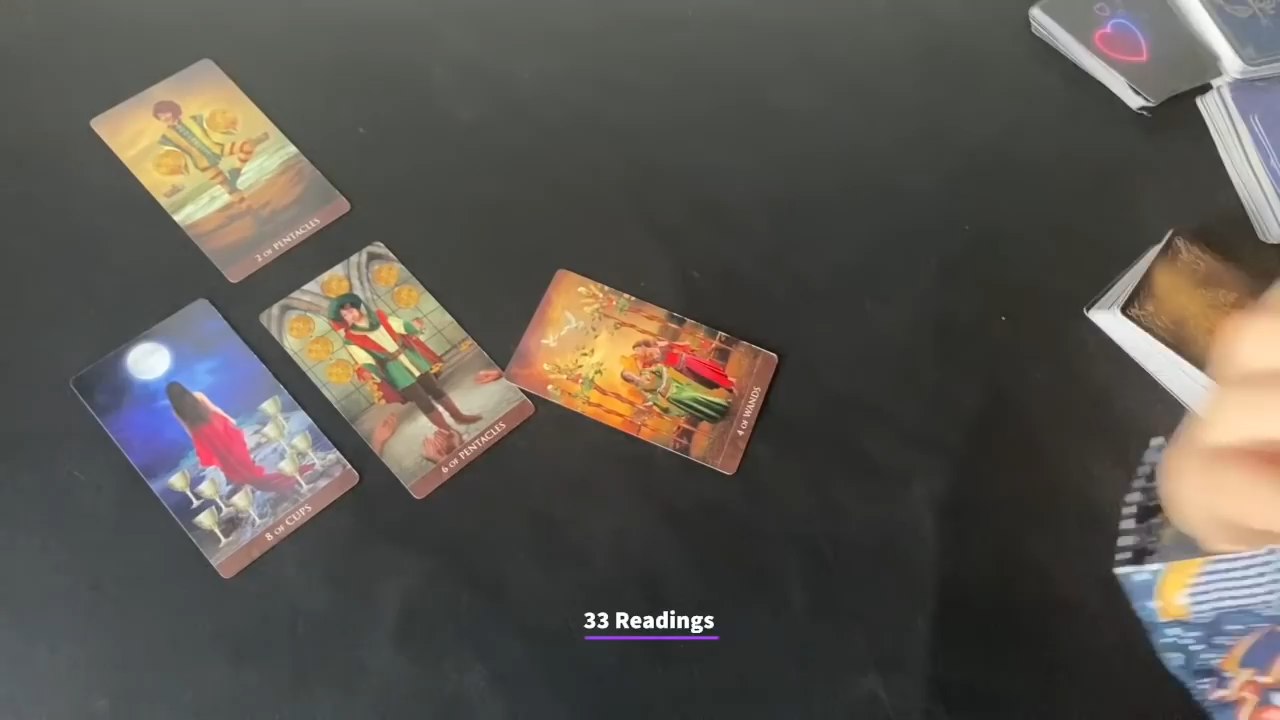 2 OF PENTACLES
6 OF PENTACLES
4 OF WANDS
8 OF CUPS
33 Readings